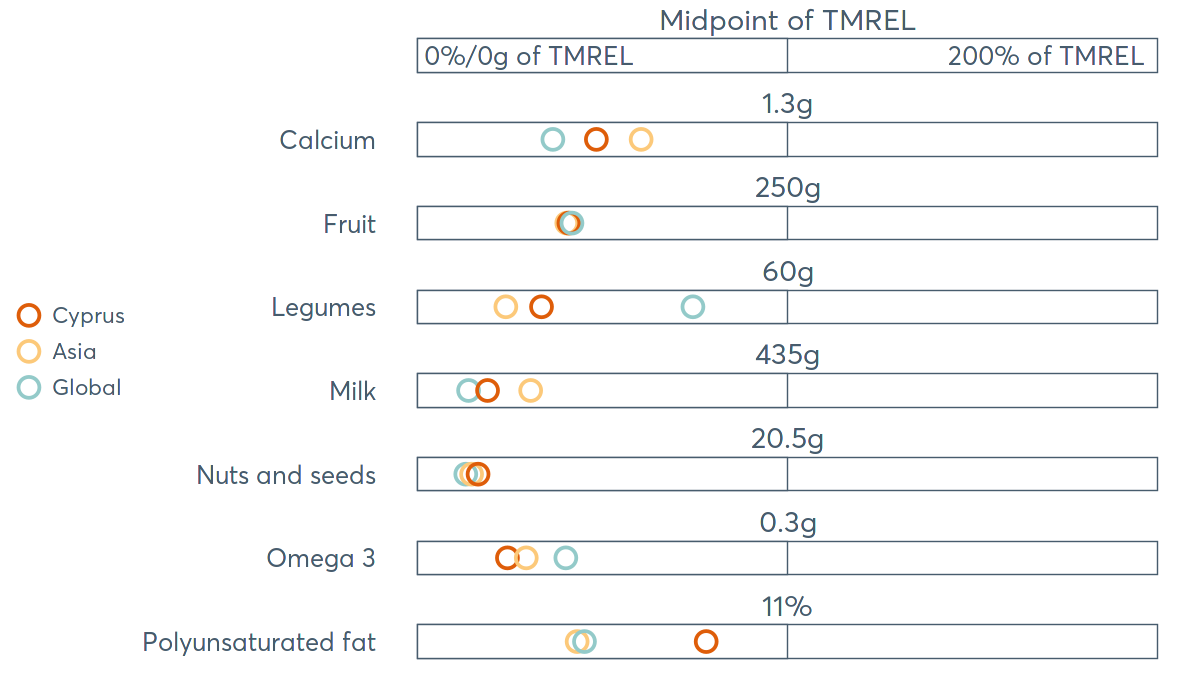 Midpoint of TMREL
0%/0g of TMREL 200% of TMREL
1.3g
Calcium
250g
Fruit
60g
Legumes
435g
Milk
20.5g
Nuts and seeds
0.3g
Omega 3
11%
Polyunsaturated fat
Cyprus
Asia
Global